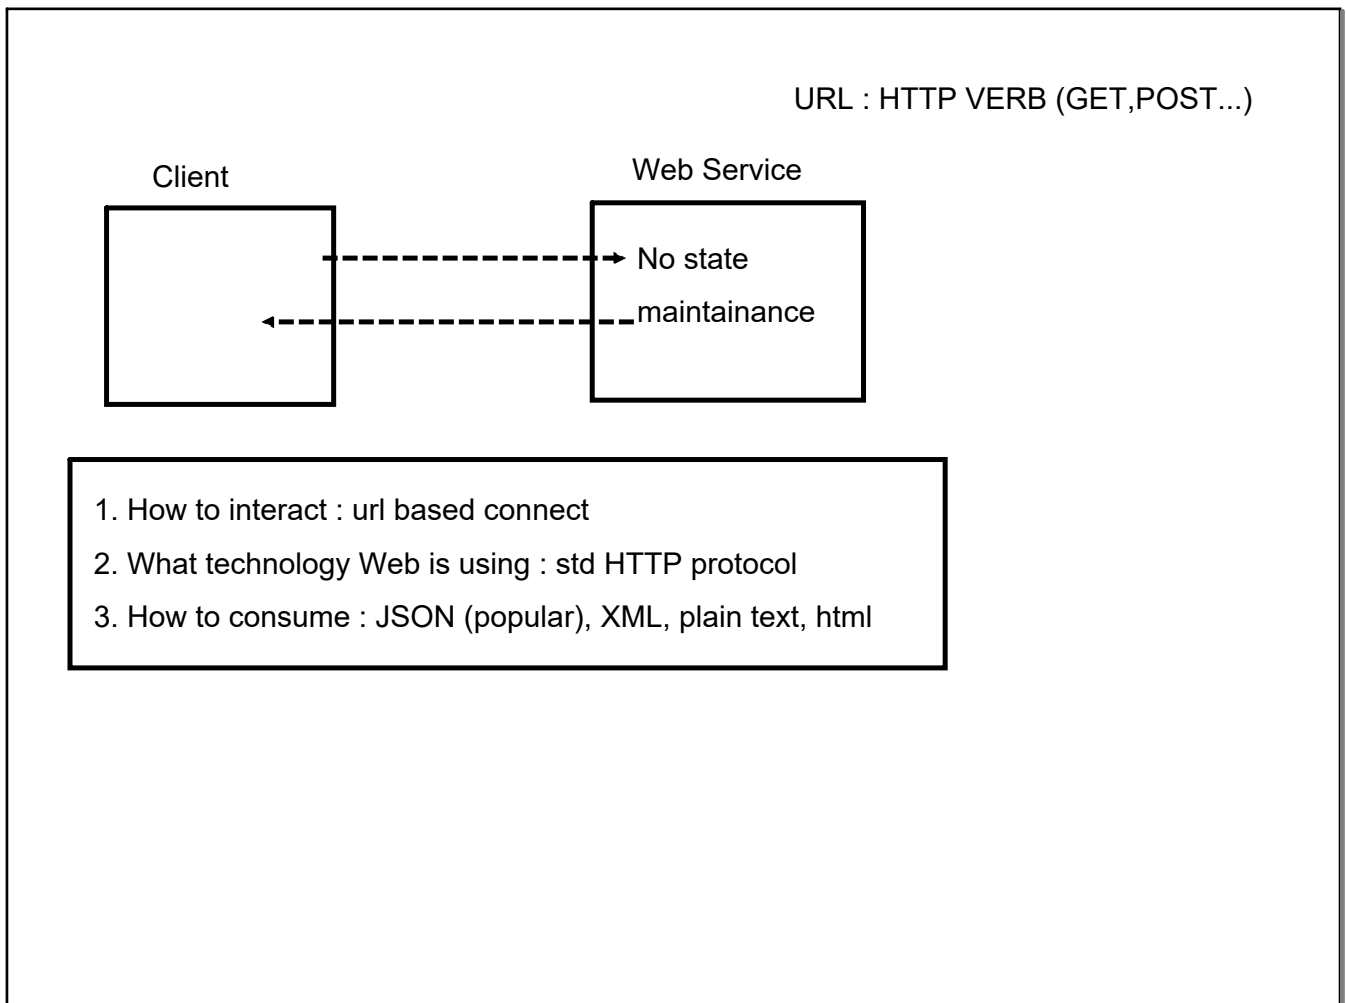 URL : HTTP VERB (GET,POST...)
Client
Web Service
No state
maintainance
1. How to interact : url based connect
2. What technology Web is using : std HTTP protocol
3. How to consume : JSON (popular), XML, plain text, html